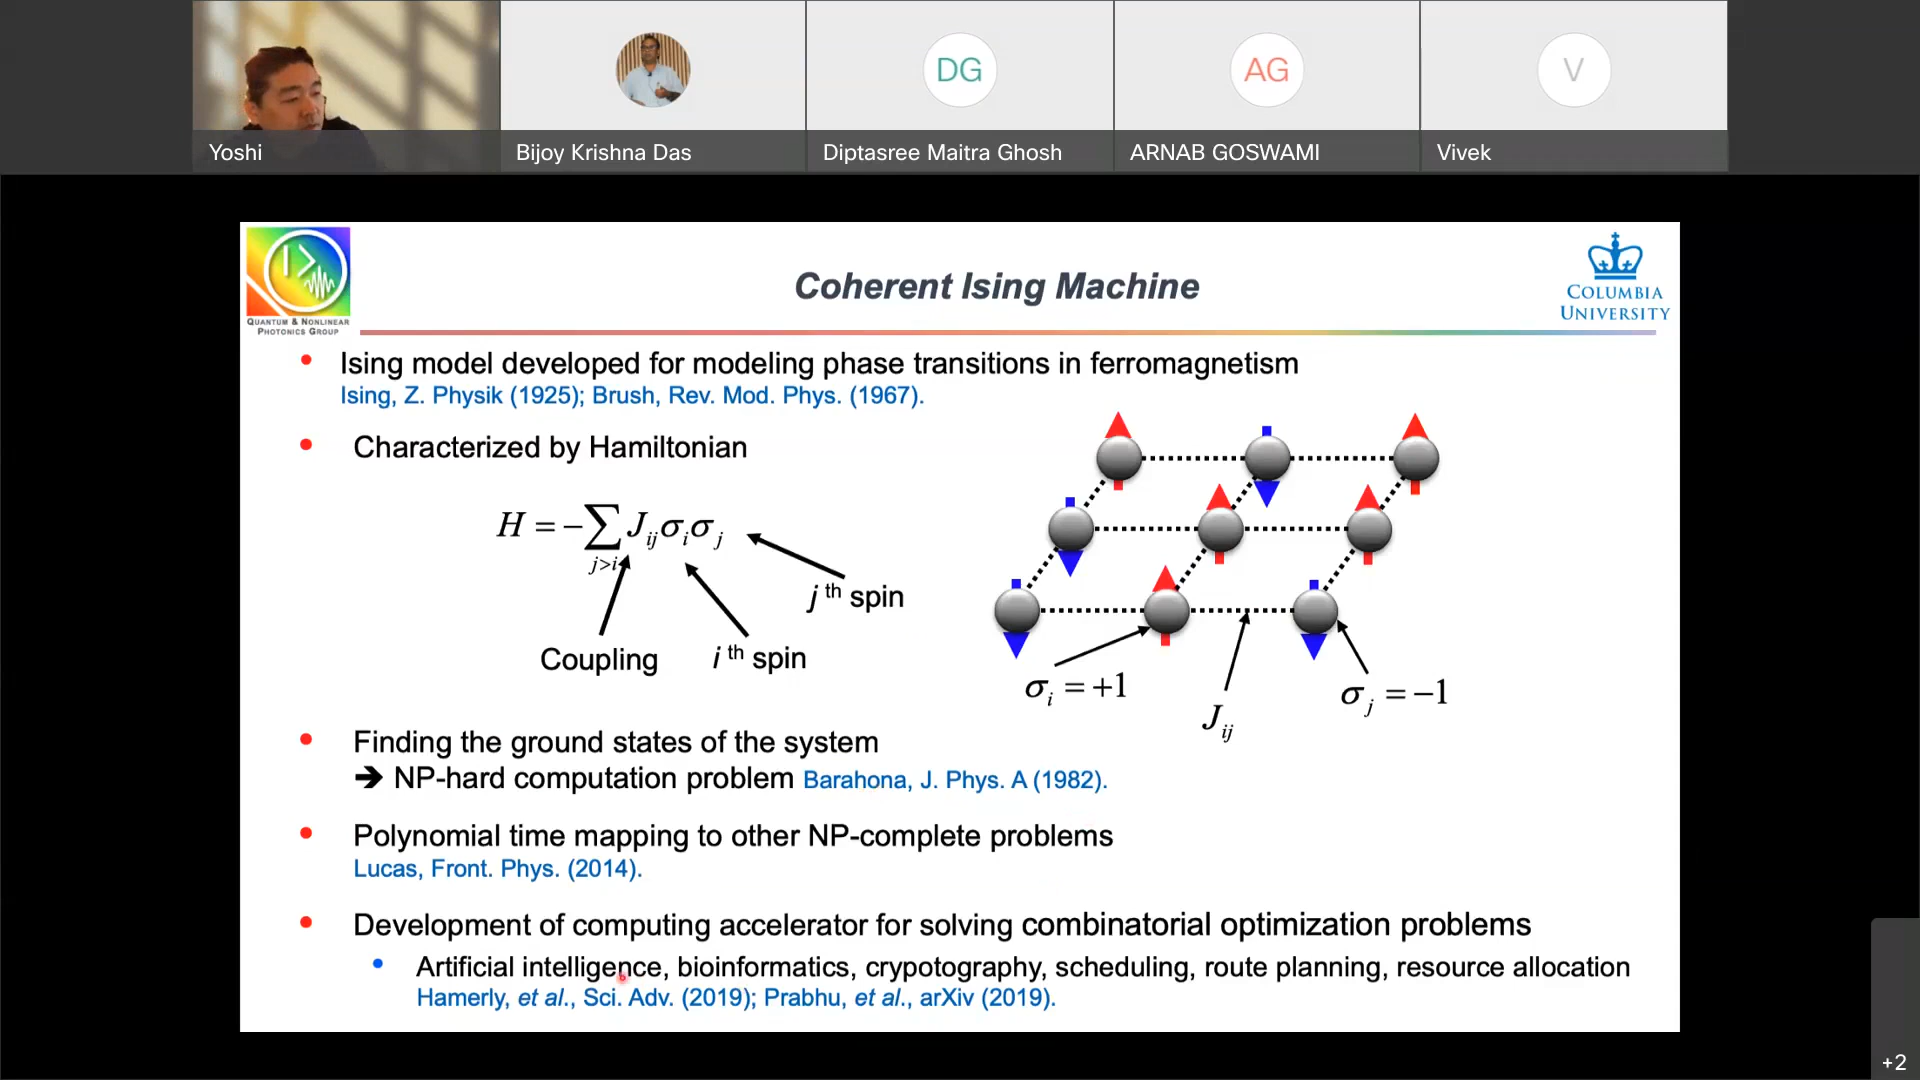 DG
AG
V
Yoshi
Bijoy Krishna Das
Diptasree Maitra Ghosh
ARNAB GOSWAMI
Vivek
QUANTUM & NONLINEAR
PHOTONICS GROUP
Coherent Ising Machine
COLUMBIA
UNIVERSITY
• Ising model developed for modeling phase transitions in ferromagnetism
Ising, Z. Physik (1925); Brush, Rev. Mod. Phys. (1967).
• Characterized by Hamiltonian
H = −∑ J_ij σ_i σ_j
j>i
j th spin
Coupling
i th spin
σ_i = +1
J_ij
σ_j = −1
• Finding the ground states of the system
➔ NP-hard computation problem Barahona, J. Phys. A (1982).
• Polynomial time mapping to other NP-complete problems
Lucas, Front. Phys. (2014).
• Development of computing accelerator for solving combinatorial optimization problems
• Artificial intelligence, bioinformatics, crypotography, scheduling, route planning, resource allocation
Hamerly, et al., Sci. Adv. (2019); Prabhu, et al., arXiv (2019).
+2